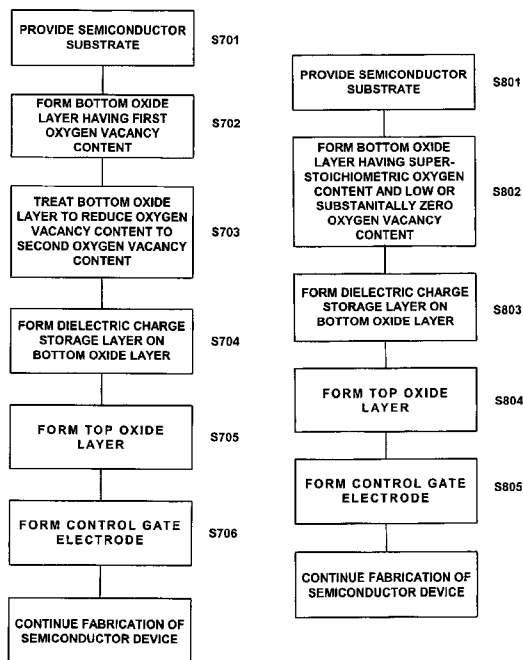 PROVIDE SEMICONDUCTOR
SUBSTRATE
S701
FORM BOTTOM OXIDE
LAYER HAVING FIRST
OXYGEN VACANCY
CONTENT
S702
TREAT BOTTOM OXIDE
LAYER TO REDUCE OXYGEN
VACANCY CONTENT TO
SECOND OXYGEN VACANCY
CONTENT
S703
FORM DIELECTRIC CHARGE
STORAGE LAYER ON
BOTTOM OXIDE LAYER
S704
FORM TOP OXIDE
LAYER
S705
FORM CONTROL GATE
ELECTRODE
S706
CONTINUE FABRICATION OF
SEMICONDUCTOR DEVICE
PROVIDE SEMICONDUCTOR
SUBSTRATE
S801
FORM BOTTOM OXIDE
LAYER HAVING SUPER-
STOICHIOMETRIC OXYGEN
CONTENT AND LOW OR
SUBSTANITALLY ZERO
OXYGEN VACANCY
CONTENT
S802
FORM DIELECTRIC CHARGE
STORAGE LAYER ON
BOTTOM OXIDE LAYER
S803
FORM TOP OXIDE
LAYER
S804
FORM CONTROL GATE
ELECTRODE
S805
CONTINUE FABRICATION OF
SEMICONDUCTOR DEVICE